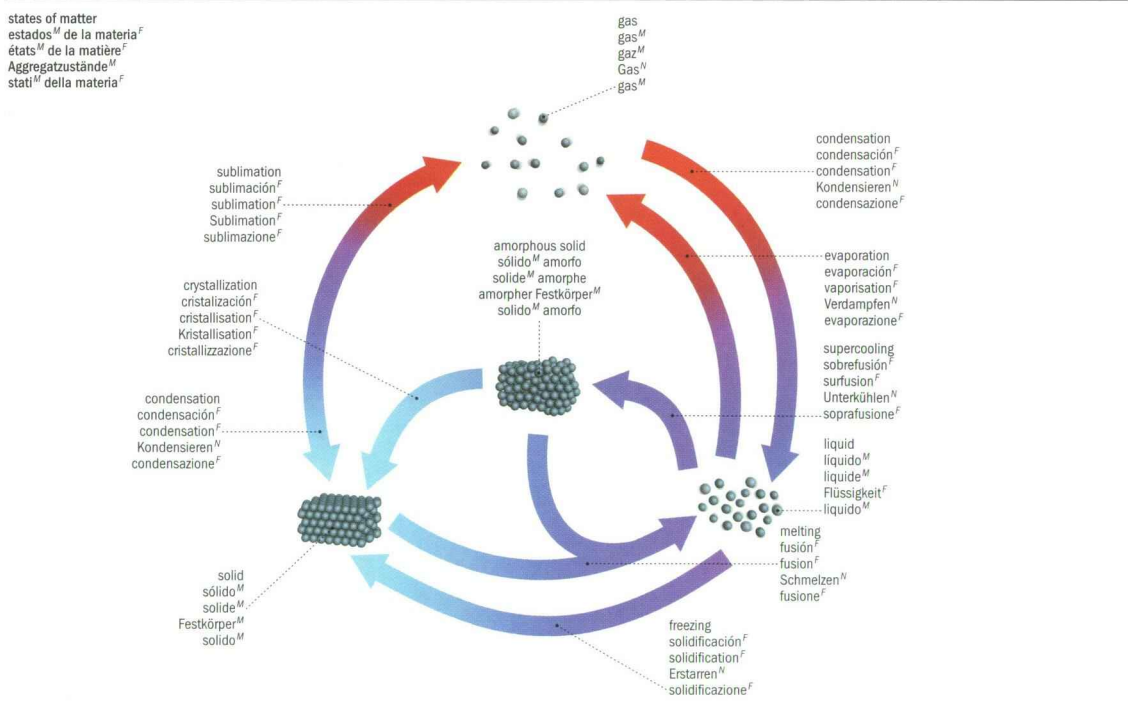 states of matter
estados^M de la materia^F
états^M de la matière^F
Aggregatzustände^M
stati^M della materia^F
gas
gas^M
gaz^M
Gas^N
gas^M
condensation
condensación^F
condensation^F
Kondensieren^N
condensazione^F
sublimation
sublimación^F
sublimation^F
Sublimation^F
sublimazione^F
amorphous solid
sólido^M amorfo
solide^M amorphe
amorpher Festkörper^M
solido^M amorfo
evaporation
evaporación^F
vaporisation^F
Verdampfen^N
evaporazione^F
crystallization
cristalización^F
cristallisation^F
Kristallisation^F
cristallizzazione^F
supercooling
sobrefusión^F
surfusion^F
Unterkühlen^N
soprafusione^F
condensation
condensación^F
condensation^F
Kondensieren^N
condensazione^F
liquid
líquido^M
liquide^M
Flüssigkeit^F
liquido^M
melting
fusión^F
fusion^F
Schmelzen^N
fusione^F
solid
sólido^M
solide^M
Festkörper^M
solido^M
freezing
solidificación^F
solidification^F
Erstarren^N
solidificazione^F